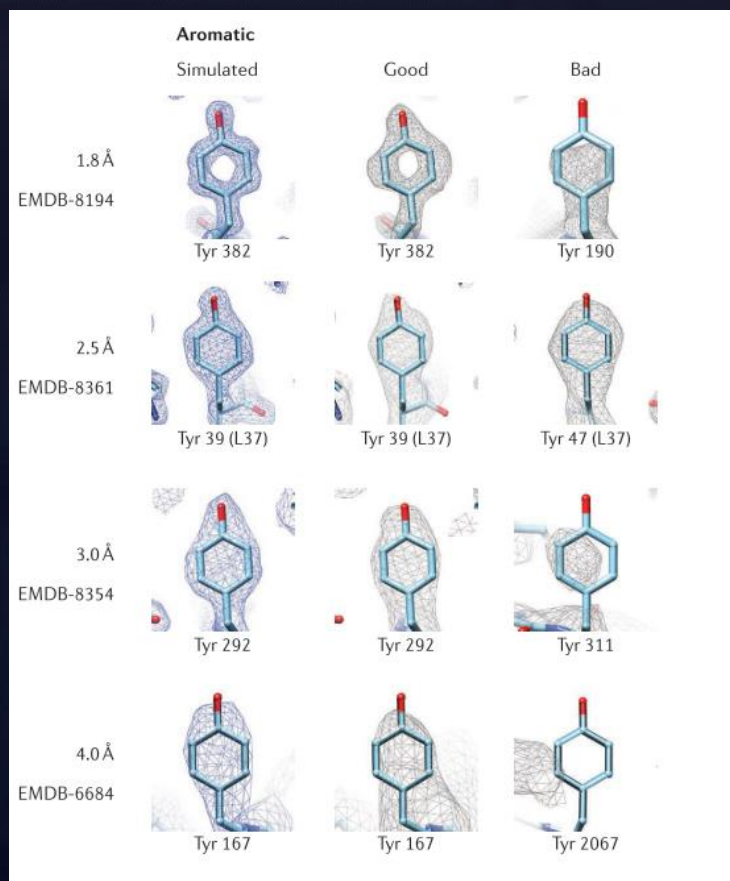 Aromatic
Simulated Good Bad
1.8 Å
EMDB-8194
Tyr 382 Tyr 382 Tyr 190
2.5 Å
EMDB-8361
Tyr 39 (L37) Tyr 39 (L37) Tyr 47 (L37)
3.0 Å
EMDB-8354
Tyr 292 Tyr 292 Tyr 311
4.0 Å
EMDB-6684
Tyr 167 Tyr 167 Tyr 2067